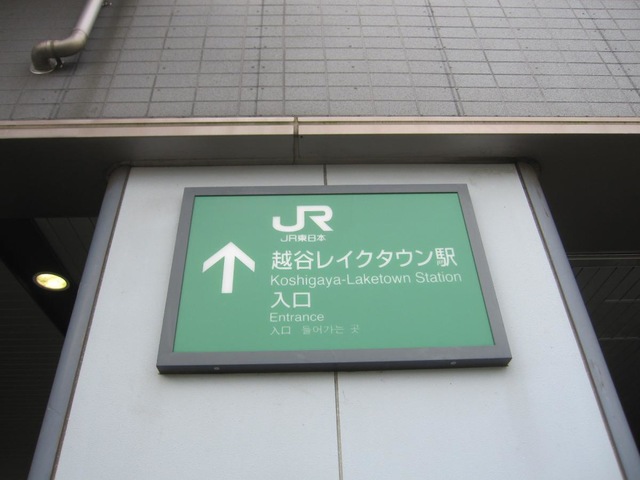 JR
JR東日本
越谷レイクタウン駅
Koshigaya-Laketown Station
入口
Entrance
入口 들어가는 곳